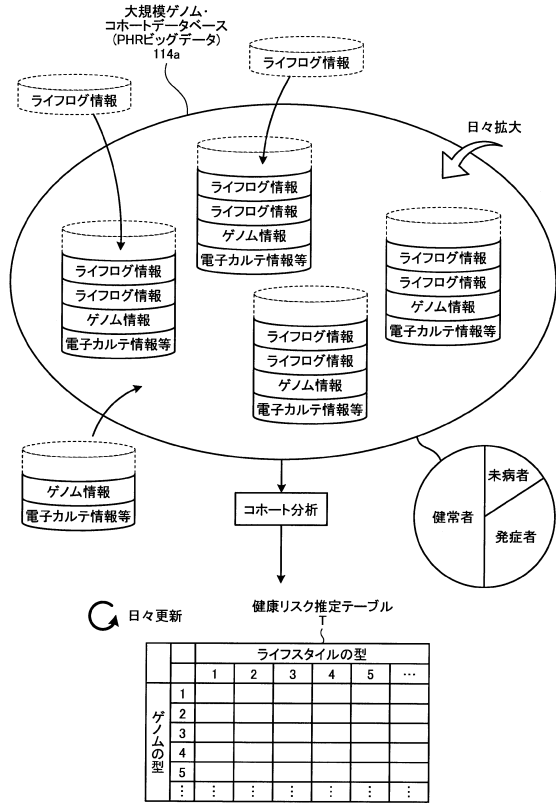 大規模ゲノム・
コホートデータベース
(PHRビッグデータ)
114a
ライフログ情報
ライフログ情報
日々拡大
ライフログ情報
ライフログ情報
ゲノム情報
電子カルテ情報等
ライフログ情報
ライフログ情報
ゲノム情報
電子カルテ情報等
ライフログ情報
ライフログ情報
ゲノム情報
電子カルテ情報等
ライフログ情報
ライフログ情報
ゲノム情報
電子カルテ情報等
ゲノム情報
電子カルテ情報等
未病者
健常者
発症者
コホート分析
日々更新
健康リスク推定テーブル
T
ライフスタイルの型
1 2 3 4 5 …
ゲノムの型
1
2
3
4
5
⋮ ⋮ ⋮ ⋮ ⋮ ⋮ ⋮